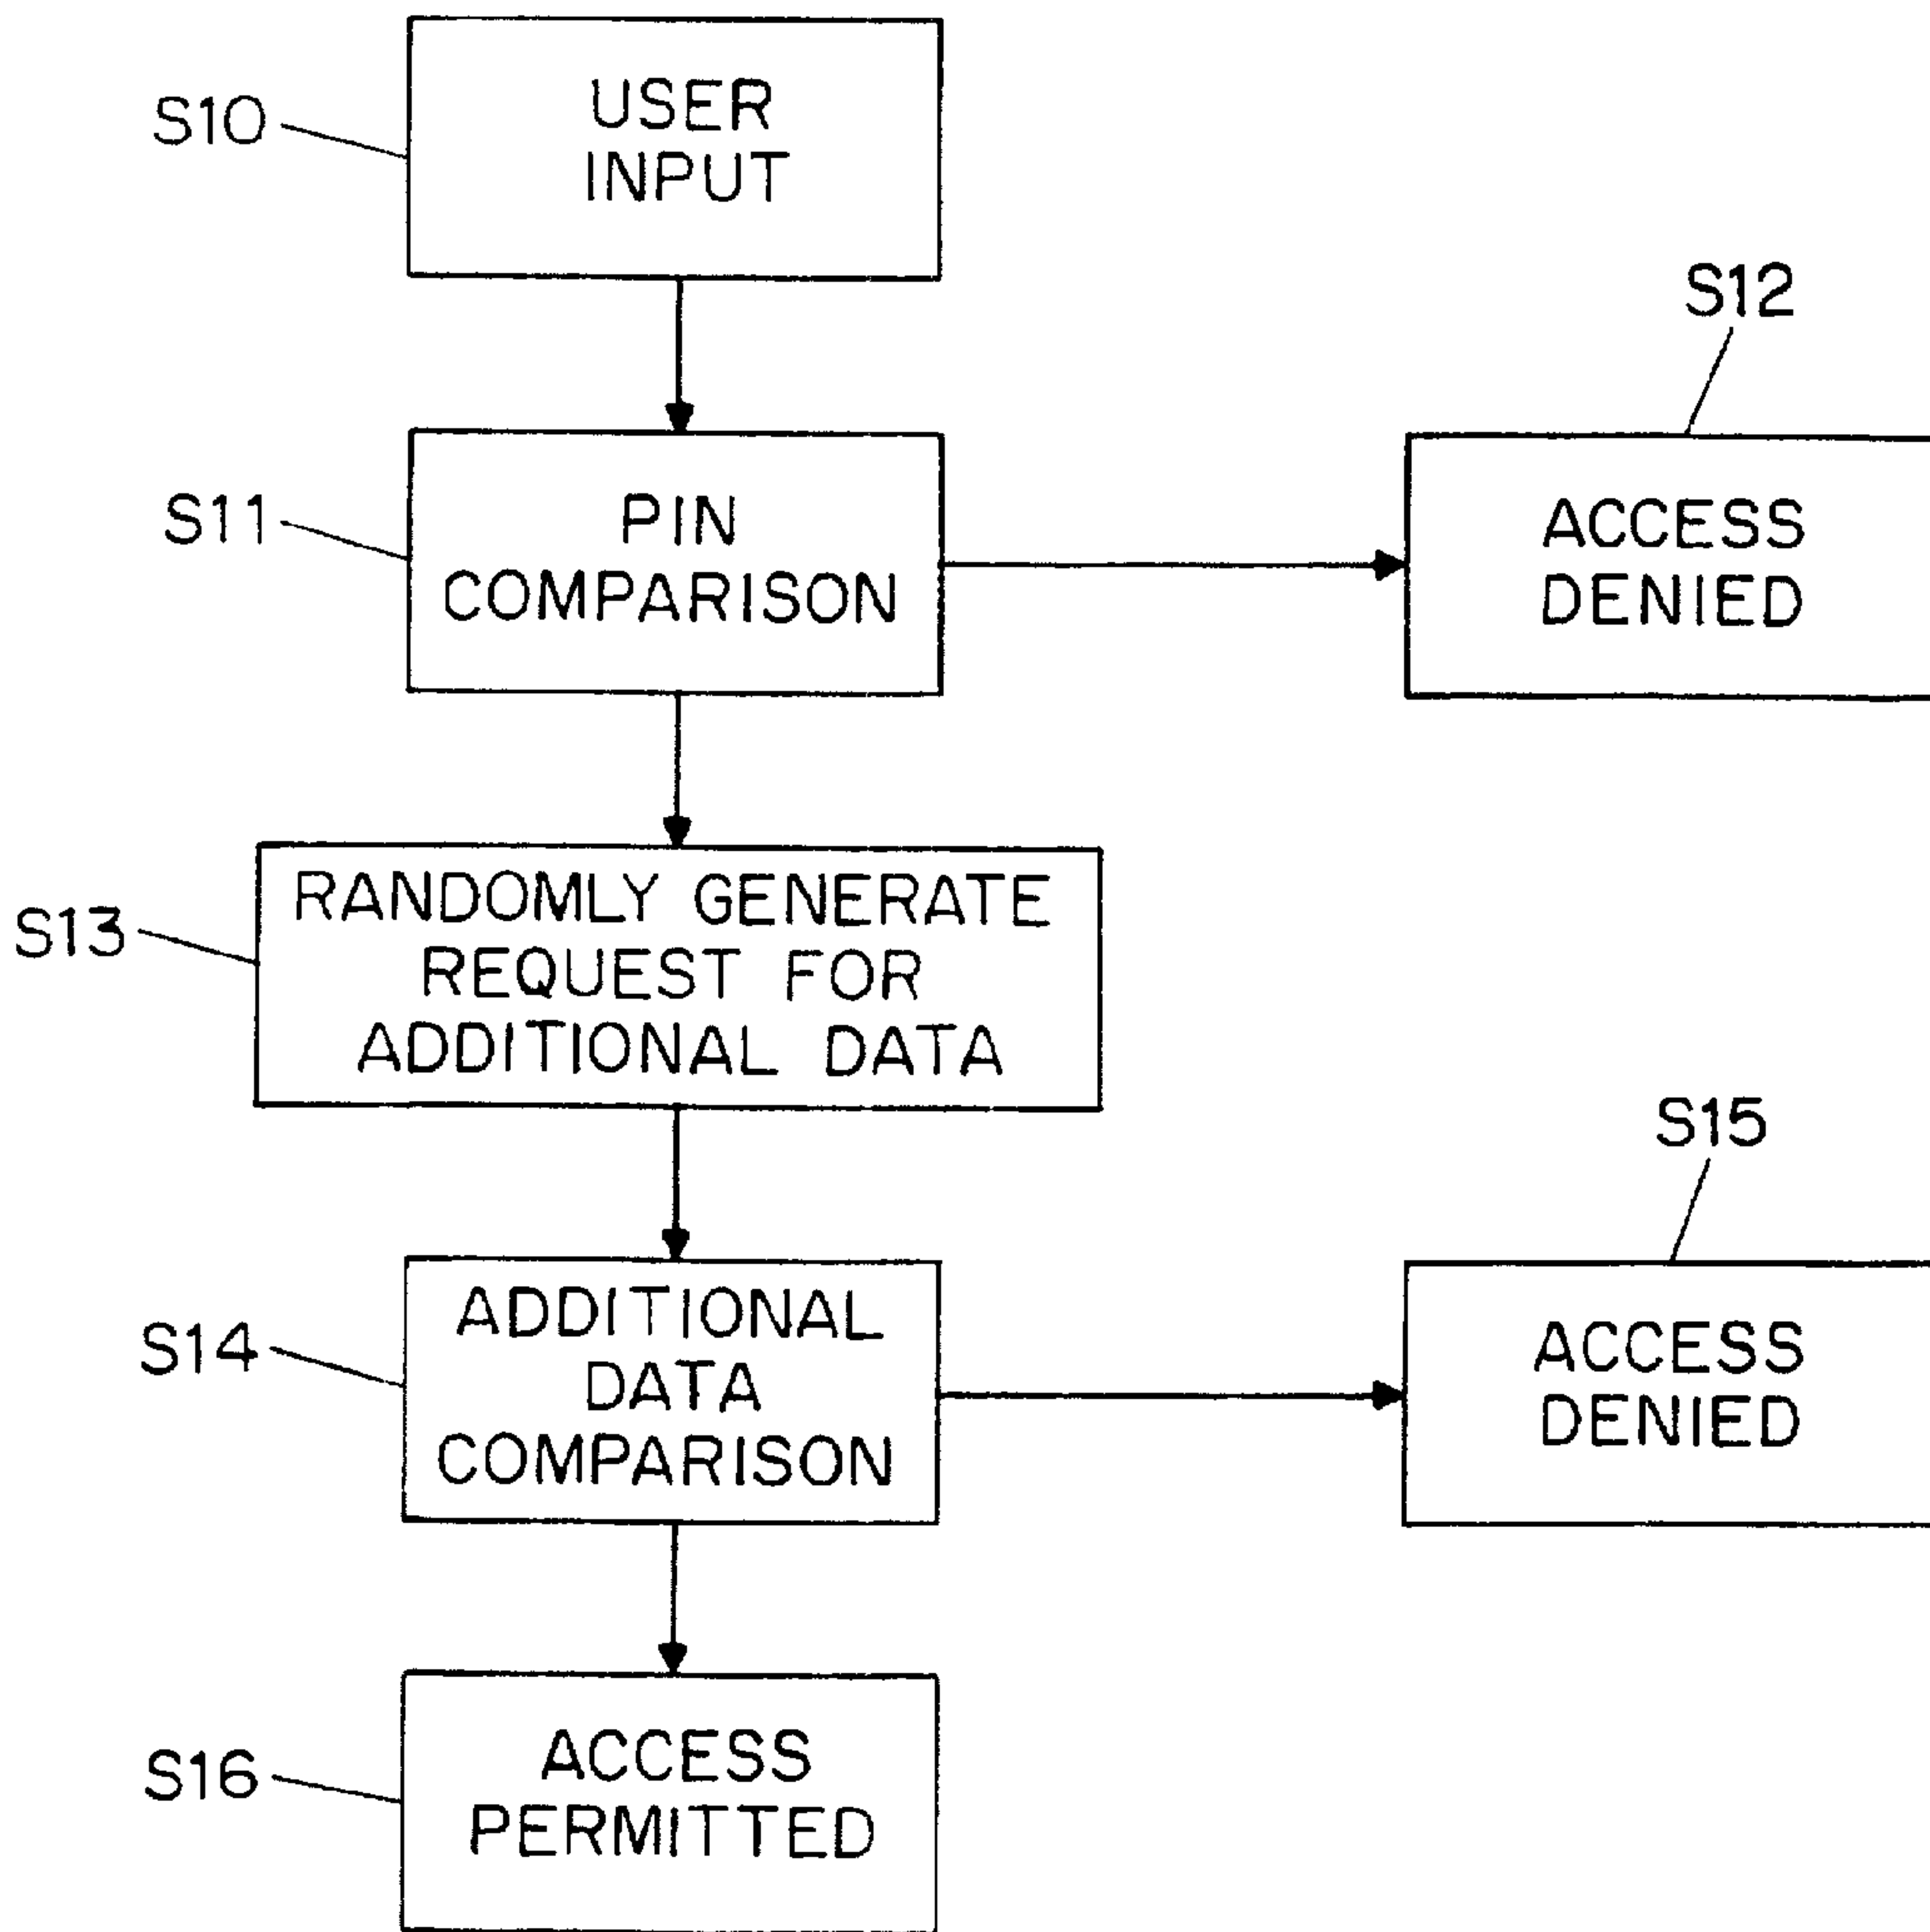 S10
USER
INPUT
S12
S11
PIN
COMPARISON
ACCESS
DENIED
S13
RANDOMLY GENERATE
REQUEST FOR
ADDITIONAL DATA
S15
S14
ADDITIONAL
DATA
COMPARISON
ACCESS
DENIED
S16
ACCESS
PERMITTED